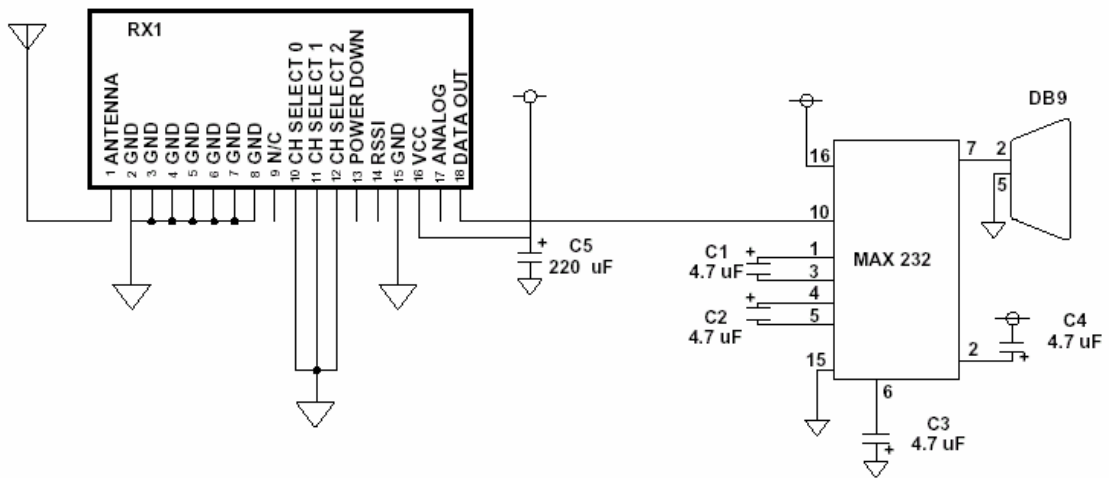 RX1
ANTENNA
GND
GND
GND
GND
GND
GND
GND
N/C
CH SELECT 0
CH SELECT 1
CH SELECT 2
POWER DOWN
RSSI
GND
VCC
ANALOG
DATA OUT
1
2
3
4
5
6
7
8
9
10
11
12
13
14
15
16
17
18
+
C5
220 uF
16
10
1
3
4
5
15
MAX 232
7
2
6
C1
4.7 uF
+
C2
4.7 uF
+
DB9
2
5
C4
4.7 uF
+
C3
4.7 uF
+